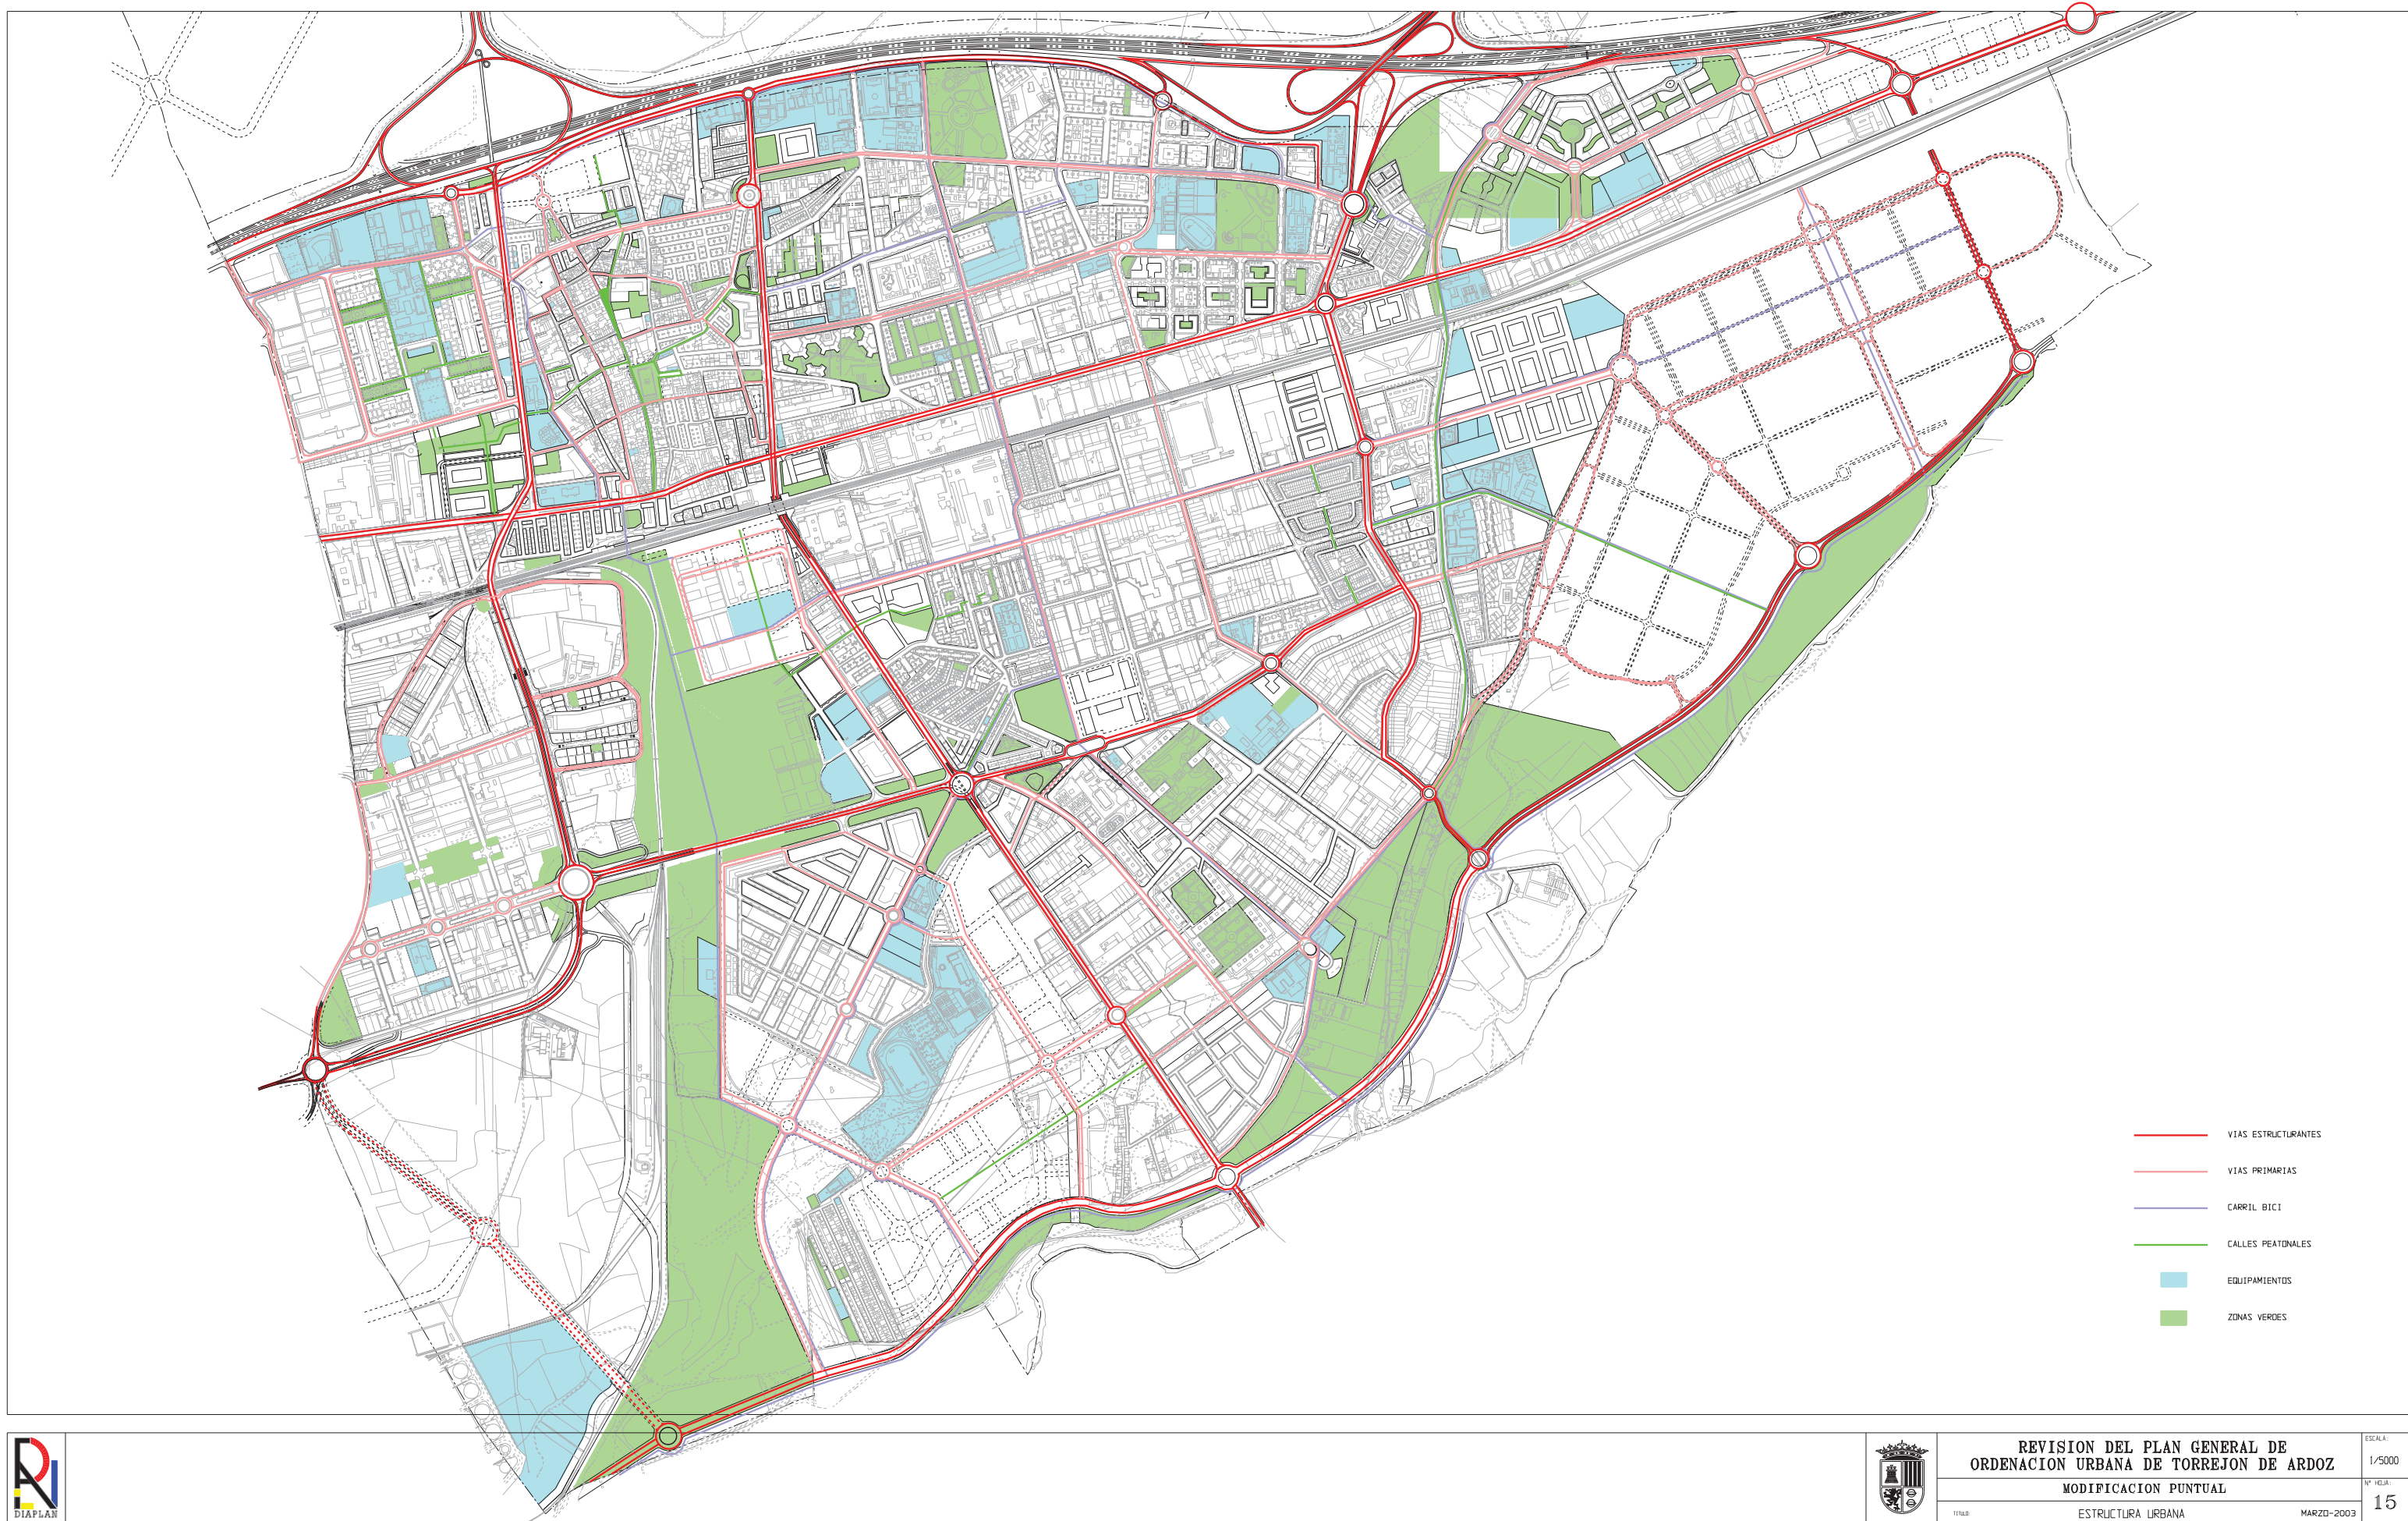 VIAS ESTRUCTURANTES
VIAS PRIMARIAS
CARRIL BICI
CALLES PEATONALES
EQUIPAMIENTOS
ZONAS VERDES
DIAPLAN
REVISION DEL PLAN GENERAL DE
ORDENACION URBANA DE TORREJON DE ARDOZ
MODIFICACION PUNTUAL
TITULO:
ESTRUCTURA URBANA
MARZO-2003
ESCALA:
1/5000
Nº HOJA:
15